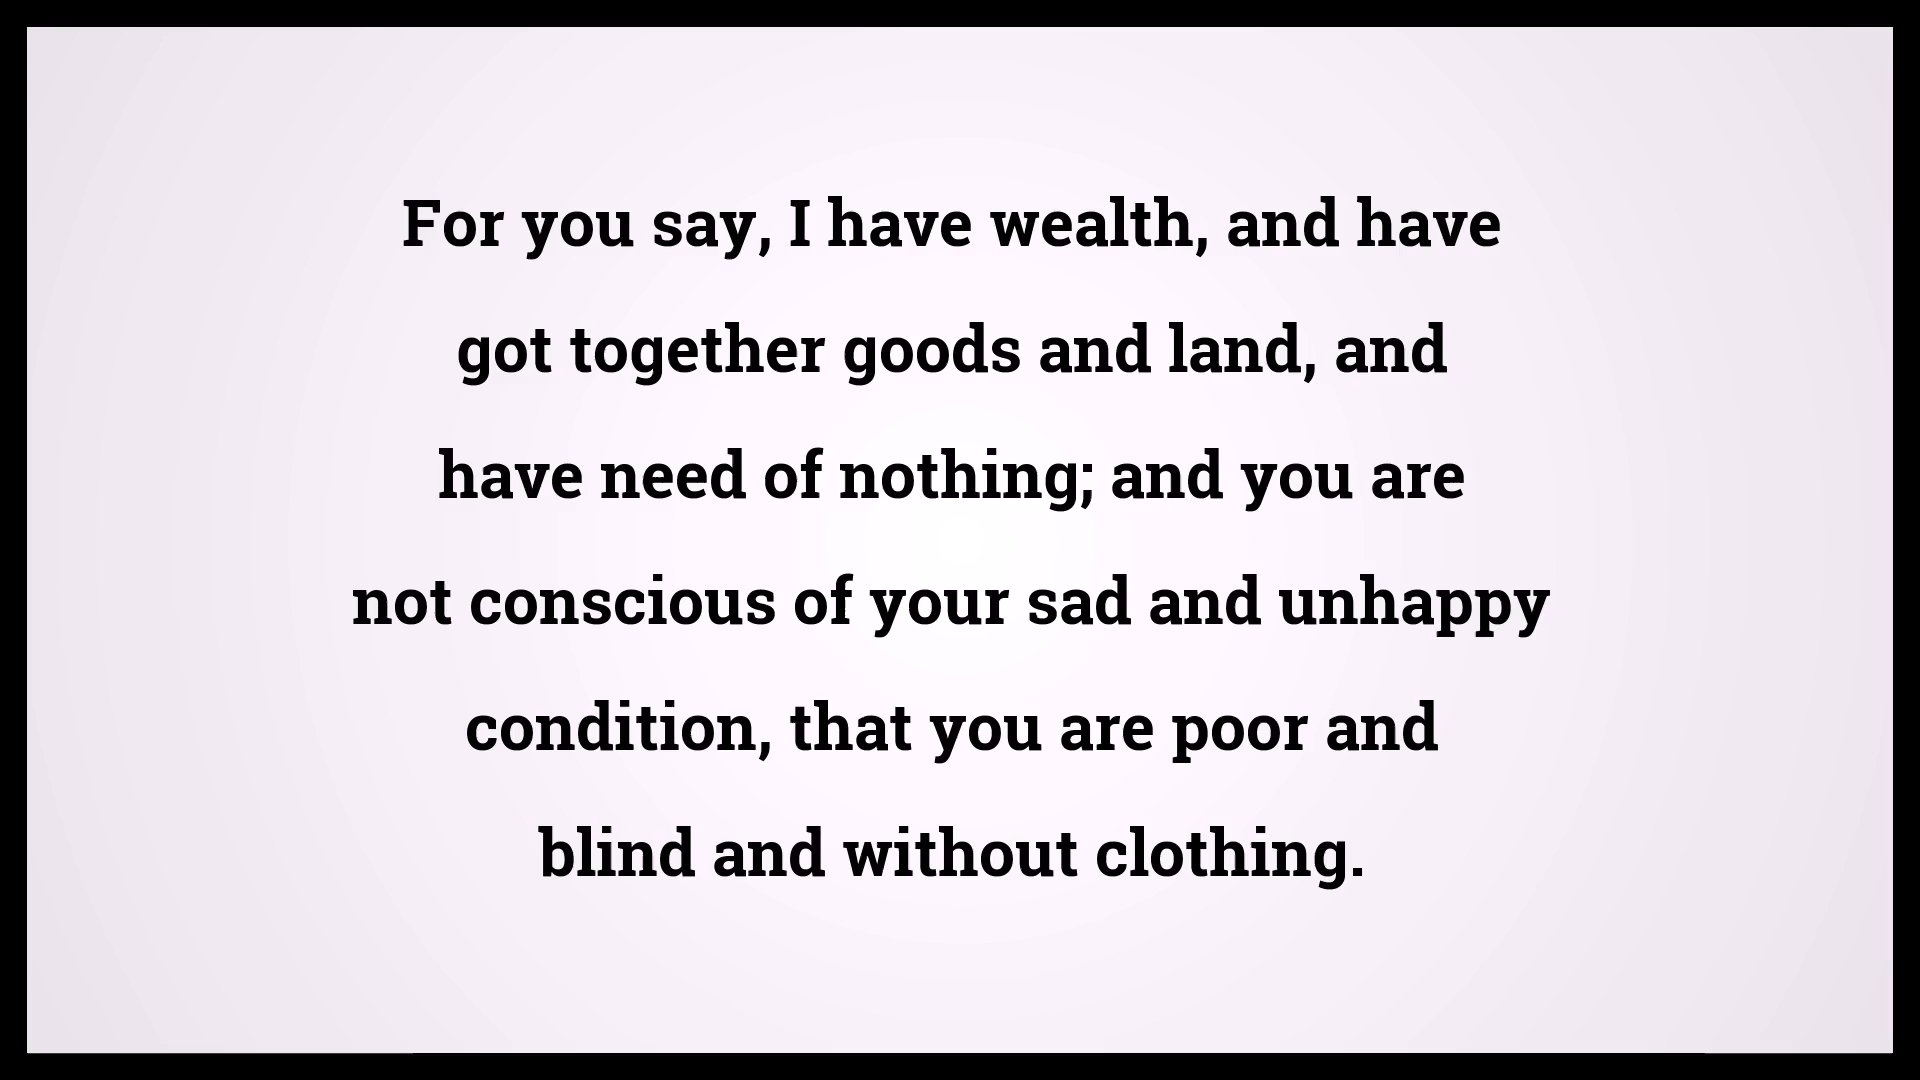 For you say, I have wealth, and have
got together goods and land, and
have need of nothing; and you are
not conscious of your sad and unhappy
condition, that you are poor and
blind and without clothing.